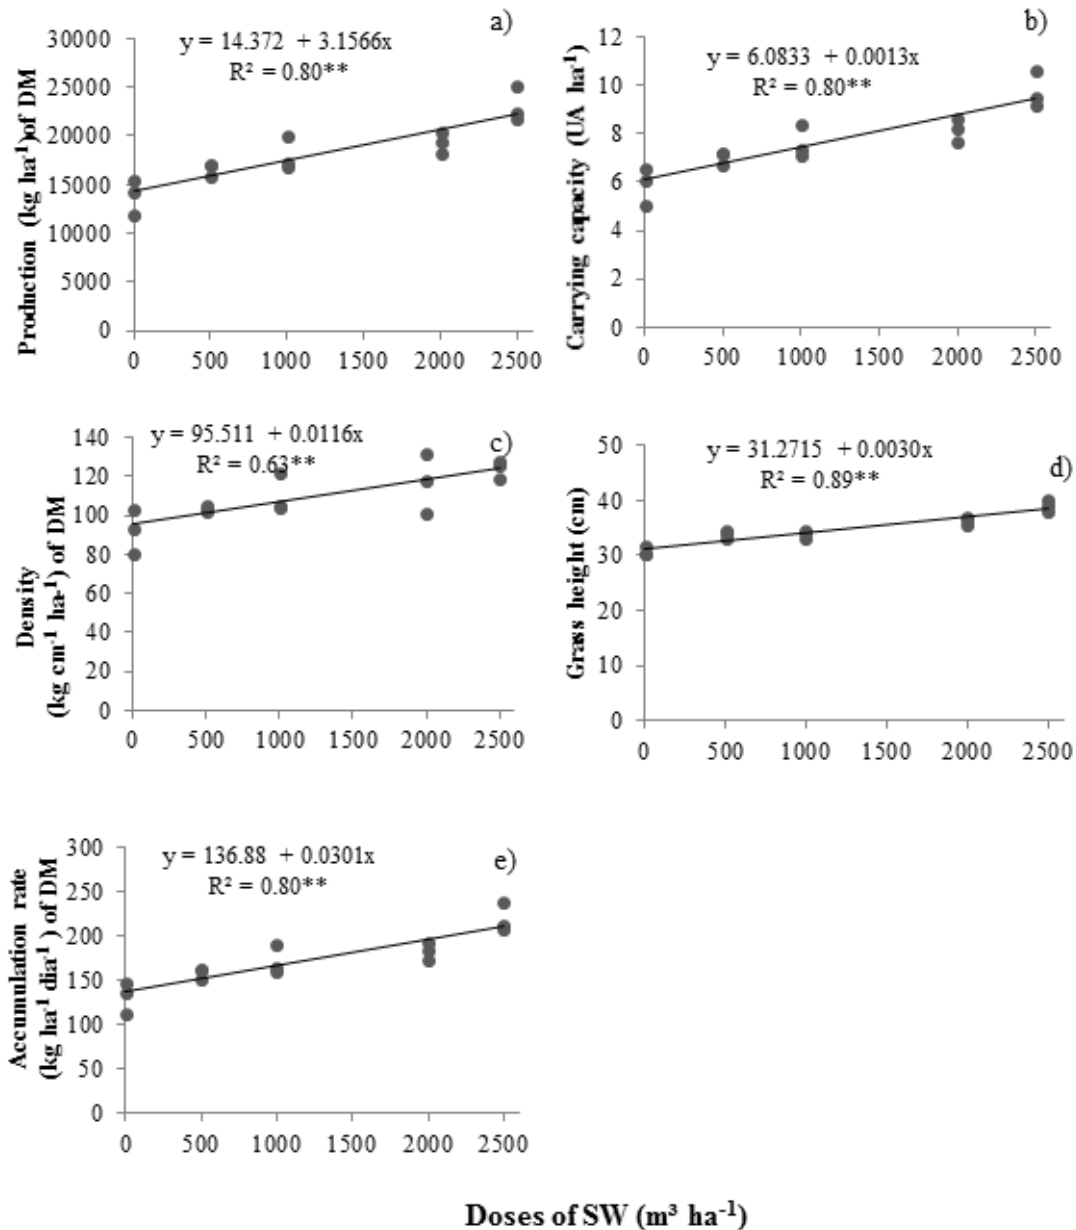 a)
y = 14.372 + 3.1566x
R² = 0.80**
30000
25000
20000
15000
10000
5000
0
0 500 1000 1500 2000 2500
Production (kg ha⁻¹)of DM
b)
y = 6.0833 + 0.0013x
R² = 0.80**
12
10
8
6
4
2
0
0 500 1000 1500 2000 2500
Carrying capacity (UA ha⁻¹)
c)
y = 95.511 + 0.0116x
R² = 0.63**
140
120
100
80
60
40
20
0
0 500 1000 1500 2000 2500
Density
(kg cm⁻¹ ha⁻¹) of DM
d)
y = 31.2715 + 0.0030x
R² = 0.89**
50
40
30
20
10
0
0 500 1000 1500 2000 2500
Grass height (cm)
e)
y = 136.88 + 0.0301x
R² = 0.80**
300
250
200
150
100
50
0
0 500 1000 1500 2000 2500
Accumulation rate
(kg ha⁻¹ dia⁻¹ ) of DM
Doses of SW (m³ ha⁻¹)